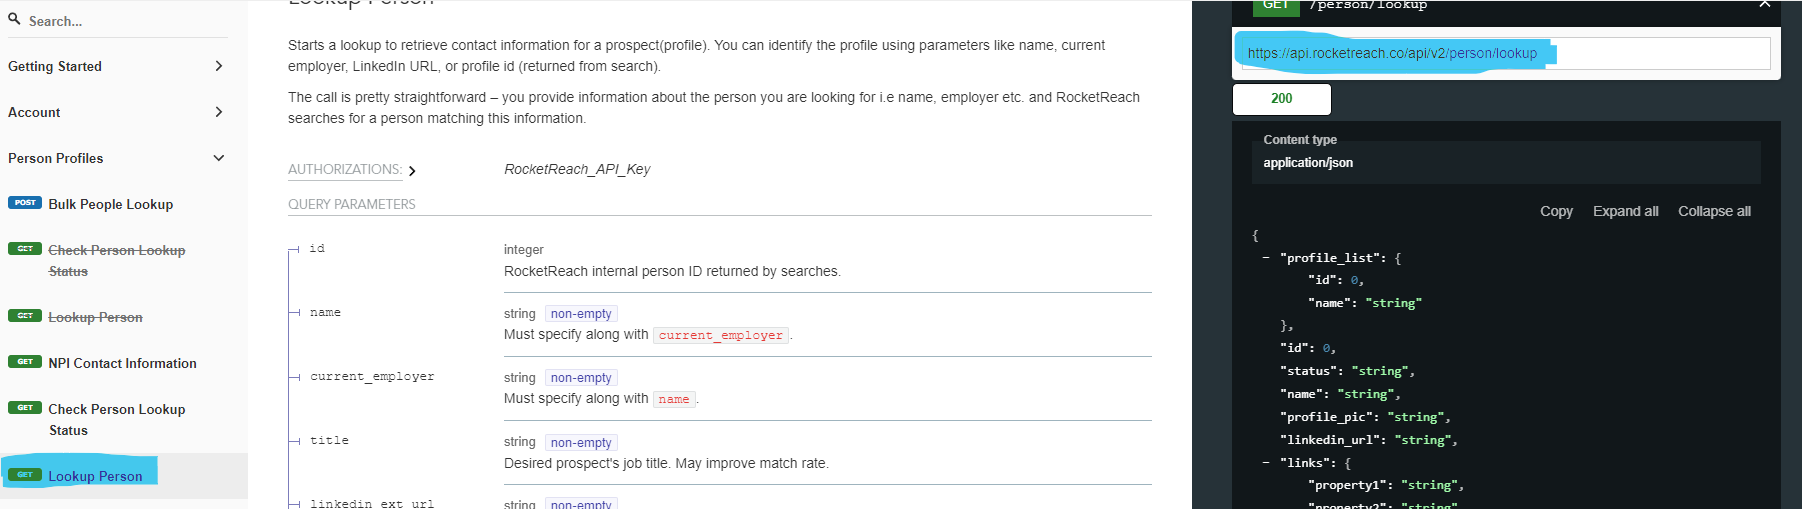 Search...
Getting Started
Account
Person Profiles
POST Bulk People Lookup
GET Check Person Lookup
Status
GET Lookup Person
GET NPI Contact Information
GET Check Person Lookup
Status
GET Lookup Person
Lookup Person
Starts a lookup to retrieve contact information for a prospect(profile). You can identify the profile using parameters like name, current
employer, LinkedIn URL, or profile id (returned from search).
The call is pretty straightforward – you provide information about the person you are looking for i.e name, employer etc. and RocketReach
searches for a person matching this information.
AUTHORIZATIONS: RocketReach_API_Key
QUERY PARAMETERS
id integer
RocketReach internal person ID returned by searches.
name string non-empty
Must specify along with current_employer.
current_employer string non-empty
Must specify along with name.
title string non-empty
Desired prospect's job title. May improve match rate.
linkedin_ext_url string non-empty
GET /person/lookup
https://api.rocketreach.co/api/v2/person/lookup
200
Content type
application/json
Copy Expand all Collapse all
{
− "profile_list": {
"id": 0,
"name": "string"
},
"id": 0,
"status": "string",
"name": "string",
"profile_pic": "string",
"linkedin_url": "string",
− "links": {
"property1": "string",
"property2": "string"